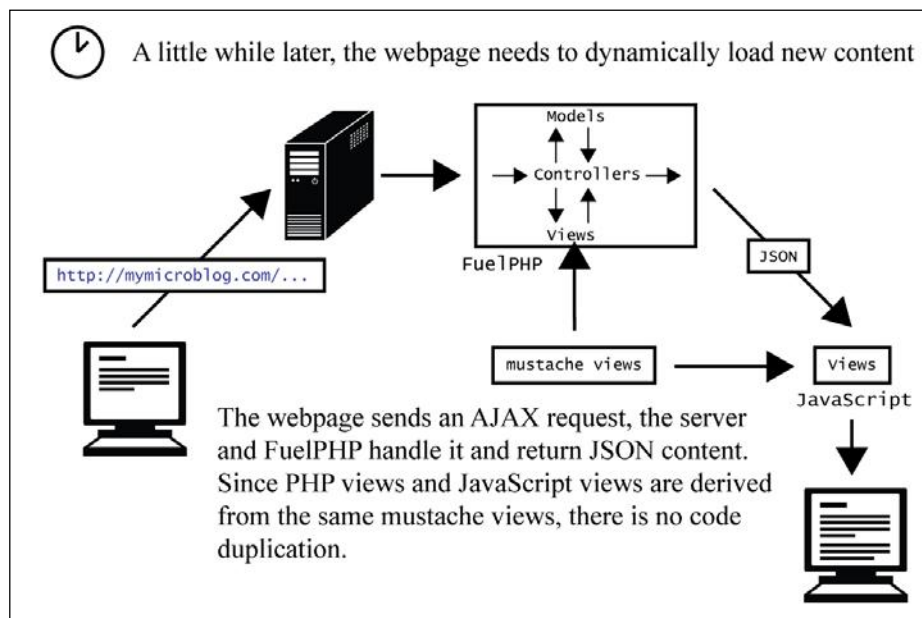 A little while later, the webpage needs to dynamically load new content
Models
Controllers
Views
FuelPHP
http://mymicroblog.com/...
JSON
mustache views
Views
JavaScript
The webpage sends an AJAX request, the server
and FuelPHP handle it and return JSON content.
Since PHP views and JavaScript views are derived
from the same mustache views, there is no code
duplication.